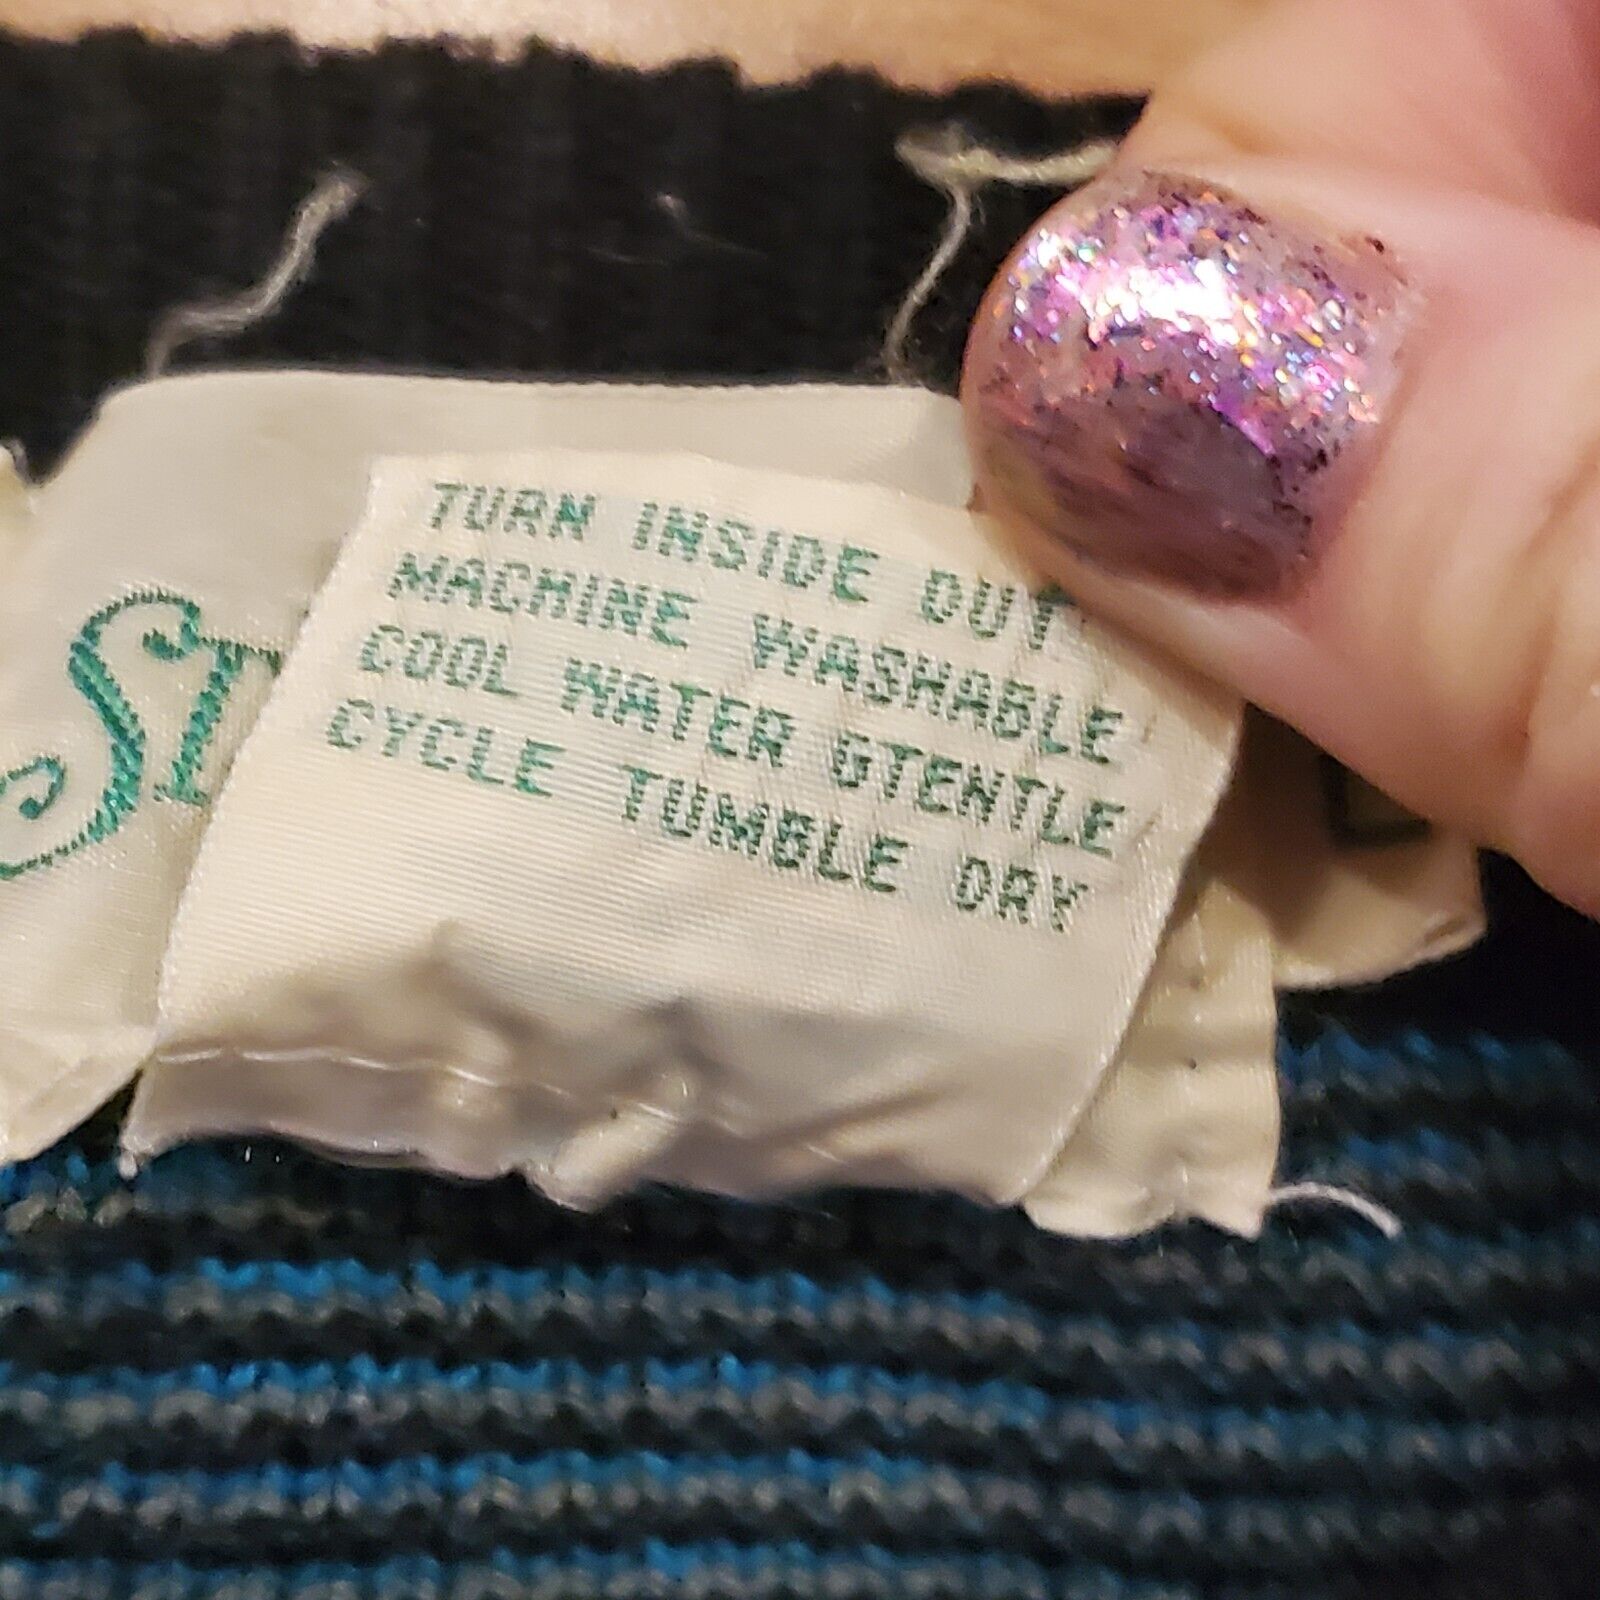 TURN INSIDE OUT
MACHINE WASHABLE
COOL WATER GTENTLE
CYCLE TUMBLE DRY